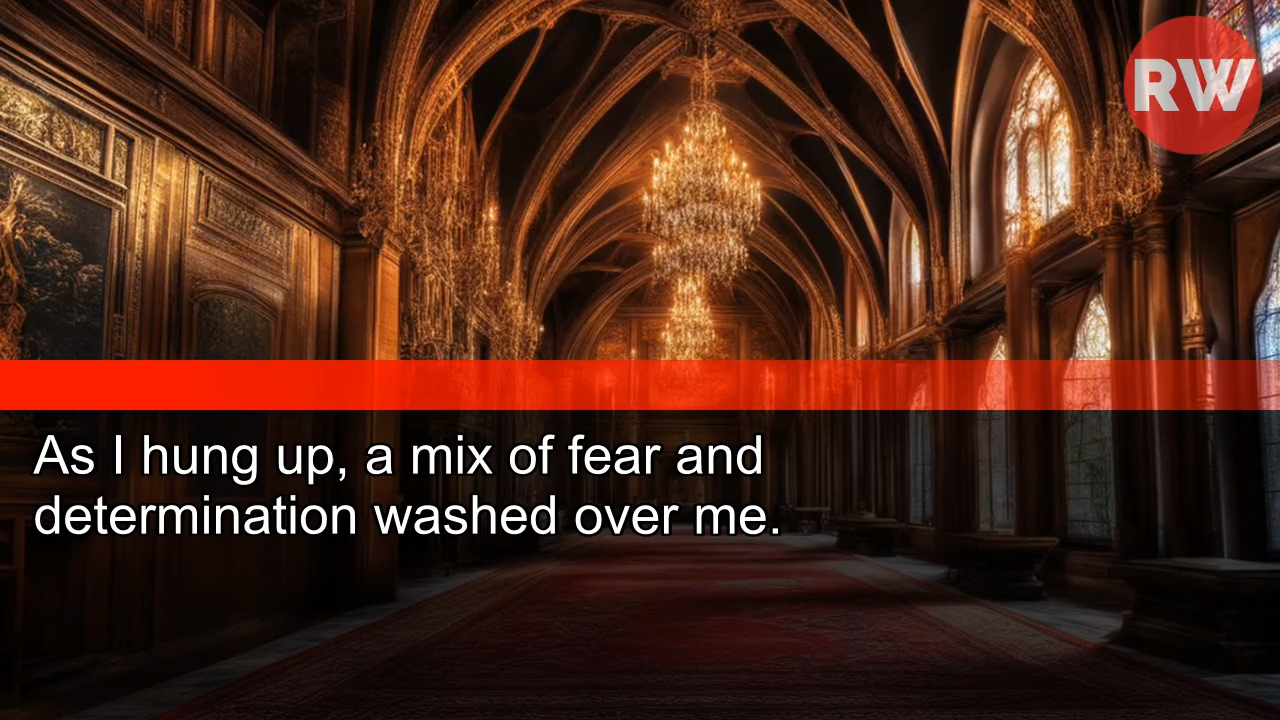 RW
As I hung up, a mix of fear and
determination washed over me.